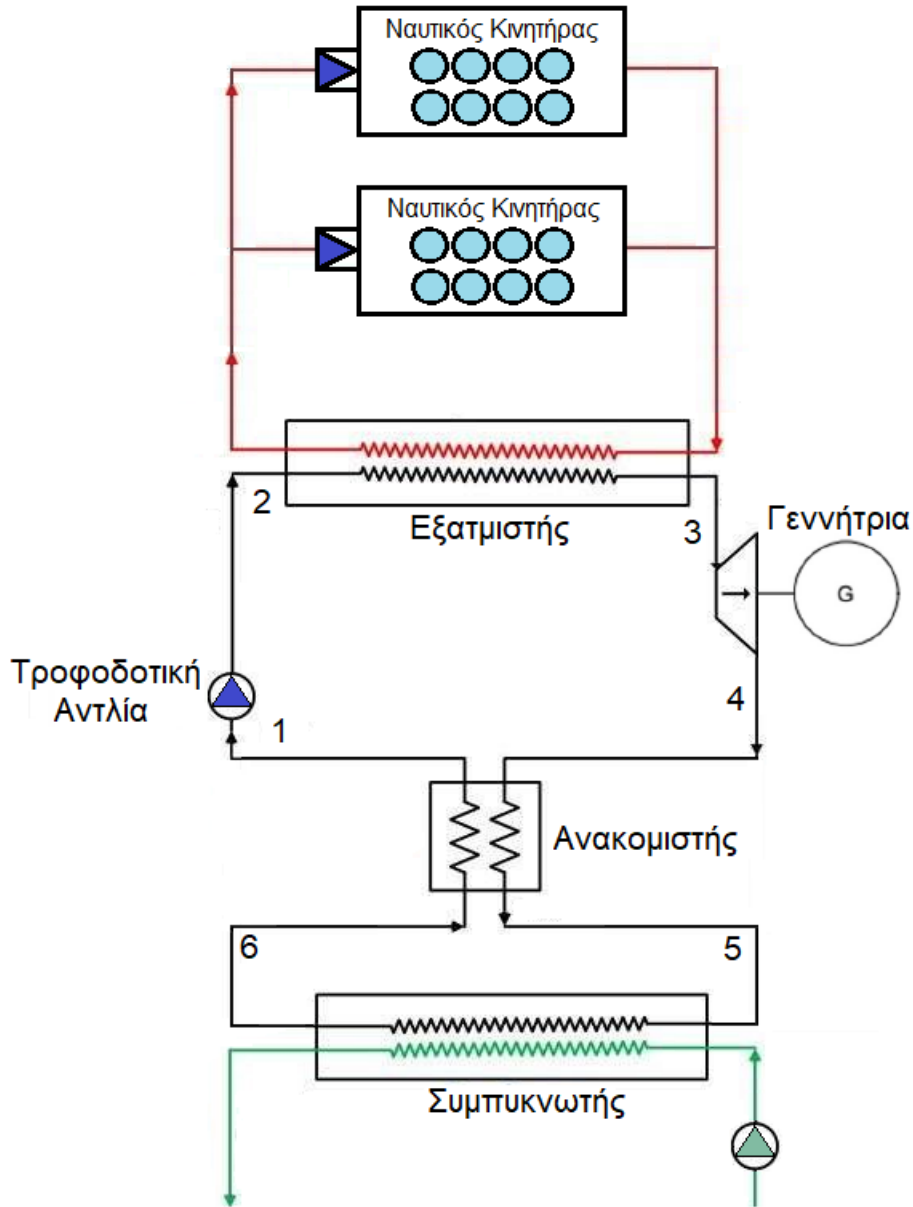 Ναυτικός Κινητήρας
Ναυτικός Κινητήρας
2
Εξατμιστής
3
Γεννήτρια
G
Τροφοδοτική
Αντλία
1
4
Ανακομιστής
6
5
Συμπυκνωτής